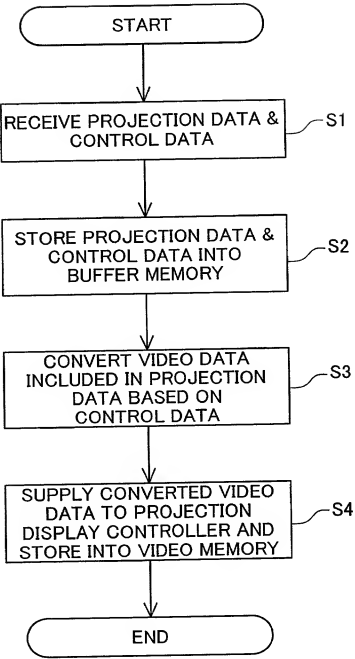 START
RECEIVE PROJECTION DATA &
CONTROL DATA
S1
STORE PROJECTION DATA &
CONTROL DATA INTO
BUFFER MEMORY
S2
CONVERT VIDEO DATA
INCLUDED IN PROJECTION
DATA BASED ON
CONTROL DATA
S3
SUPPLY CONVERTED VIDEO
DATA TO PROJECTION
DISPLAY CONTROLLER AND
STORE INTO VIDEO MEMORY
S4
END